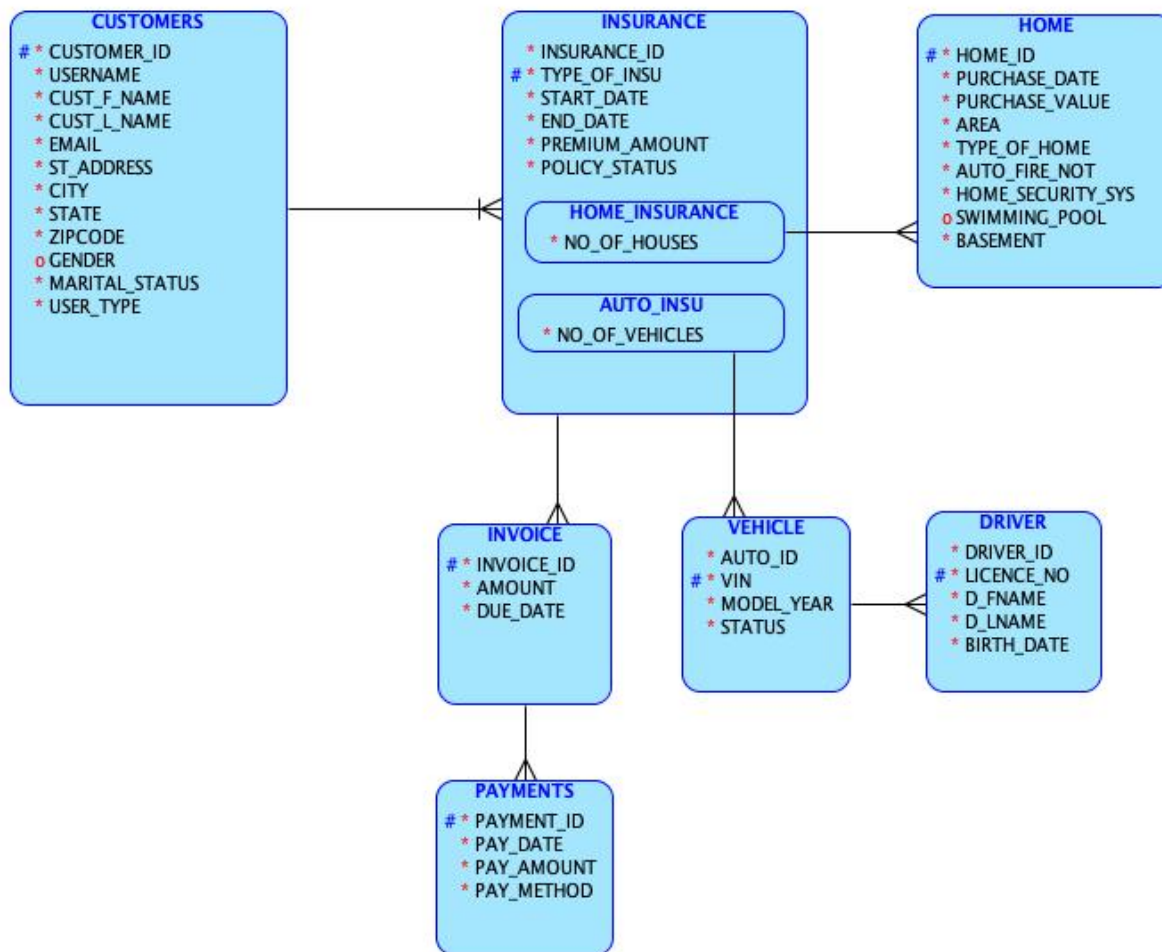 CUSTOMERS
# * CUSTOMER_ID
* USERNAME
* CUST_F_NAME
* CUST_L_NAME
* EMAIL
* ST_ADDRESS
* CITY
* STATE
* ZIPCODE
o GENDER
* MARITAL_STATUS
* USER_TYPE
INSURANCE
* INSURANCE_ID
# * TYPE_OF_INSU
* START_DATE
* END_DATE
* PREMIUM_AMOUNT
* POLICY_STATUS
HOME_INSURANCE
* NO_OF_HOUSES
AUTO_INSU
* NO_OF_VEHICLES
HOME
# * HOME_ID
* PURCHASE_DATE
* PURCHASE_VALUE
* AREA
* TYPE_OF_HOME
* AUTO_FIRE_NOT
* HOME_SECURITY_SYS
o SWIMMING_POOL
* BASEMENT
INVOICE
# * INVOICE_ID
* AMOUNT
* DUE_DATE
VEHICLE
* AUTO_ID
# * VIN
* MODEL_YEAR
* STATUS
DRIVER
* DRIVER_ID
# * LICENCE_NO
* D_FNAME
* D_LNAME
* BIRTH_DATE
PAYMENTS
# * PAYMENT_ID
* PAY_DATE
* PAY_AMOUNT
* PAY_METHOD